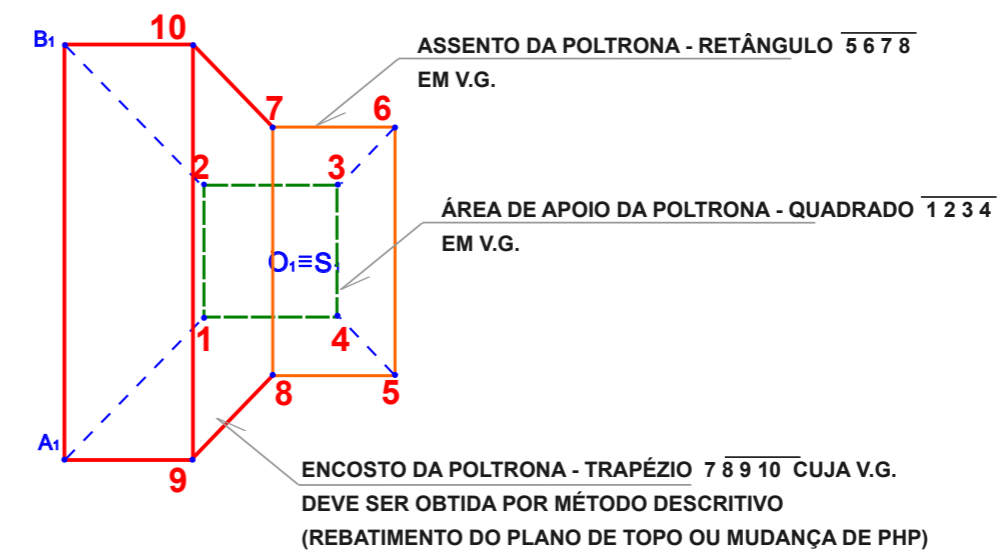 B₁
10
ASSENTO DA POLTRONA - RETÂNGULO 5 6 7 8
EM V.G.
7
6
2
3
ÁREA DE APOIO DA POLTRONA - QUADRADO 1 2 3 4
EM V.G.
O₁≡S₁
1
4
8
5
A₁
9
ENCOSTO DA POLTRONA - TRAPÉZIO 7 8 9 10 CUJA V.G.
DEVE SER OBTIDA POR MÉTODO DESCRITIVO
(REBATIMENTO DO PLANO DE TOPO OU MUDANÇA DE PHP)